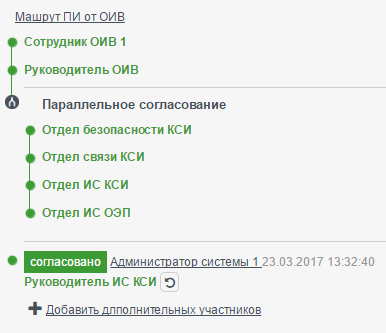 Машрут ПИ от ОИВ
Сотрудник ОИВ 1
Руководитель ОИВ
Параллельное согласование
Отдел безопасности КСИ
Отдел связи КСИ
Отдел ИС КСИ
Отдел ИС ОЭП
согласовано Администратор системы 1 23.03.2017 13:32:40
Руководитель ИС КСИ
Добавить длполнительных участников